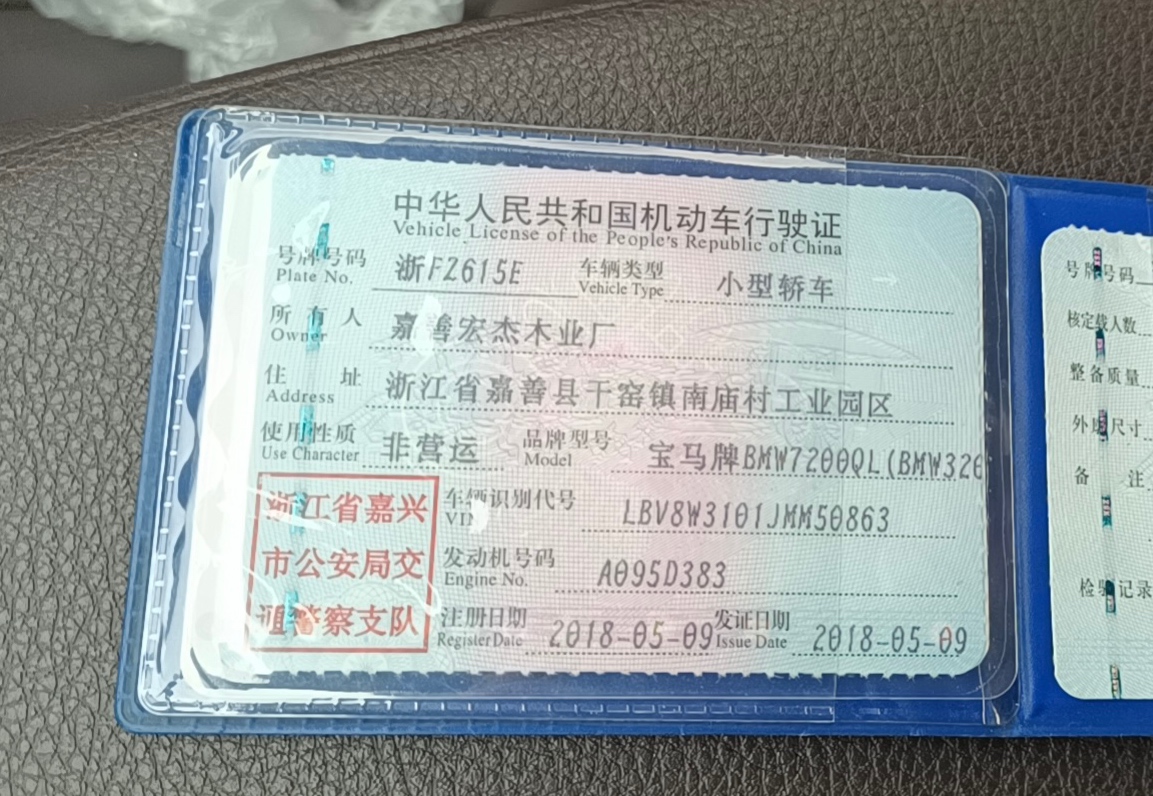 中华人民共和国机动车行驶证
Vehicle License of the People's Republic of China
号牌号码 浙FZ615E 车辆类型 小型轿车
Plate No. Vehicle Type
所有人 嘉善宏杰木业厂
Owner
住址 浙江省嘉善县干窑镇南庙村工业园区
Address
使用性质 非营运 品牌型号 宝马牌BMW7200QL(BMW320
Use Character Model
浙江省嘉兴
市公安局交
通警察支队
车辆识别代号 LBV8W3101JMM50863
VIN
发动机号码 A095D383
Engine No.
注册日期 2018-05-09 发证日期 2018-05-09
Register Date Issue Date
号牌号码
核定载人数
整备质量
外廓尺寸
备注
检验记录